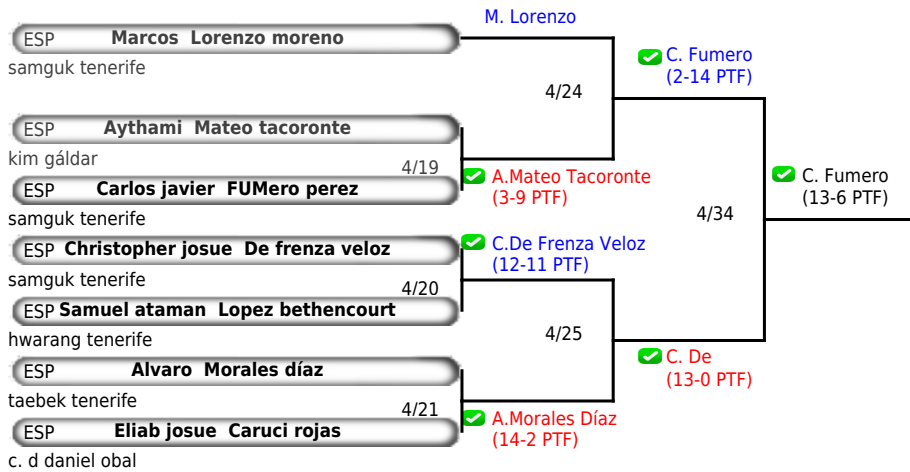 M. Lorenzo
ESP Marcos Lorenzo moreno
samguk tenerife
C. Fumero
(2-14 PTF)
4/24
ESP Aythami Mateo tacoronte
kim gáldar
4/19
A.Mateo Tacoronte
(3-9 PTF)
ESP Carlos javier FUMero perez
samguk tenerife
C. Fumero
(13-6 PTF)
4/34
ESP Christopher josue De frenza veloz
samguk tenerife
C.De Frenza Veloz
(12-11 PTF)
4/20
ESP Samuel ataman Lopez bethencourt
hwarang tenerife
4/25
C. De
(13-0 PTF)
ESP Alvaro Morales díaz
taebek tenerife
4/21
A.Morales Díaz
(14-2 PTF)
ESP Eliab josue Caruci rojas
c. d daniel obal